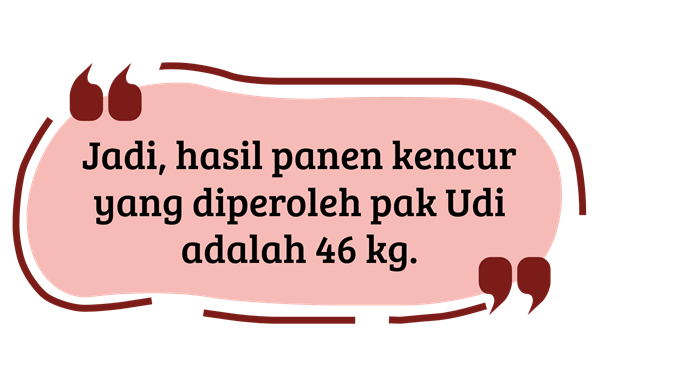 Jadi, hasil panen kencur
yang diperoleh pak Udi
adalah 46 kg.